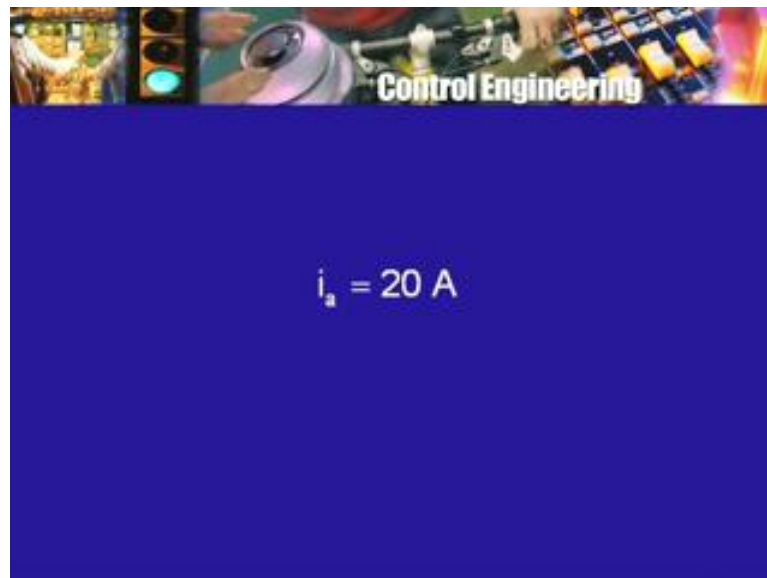 Control Engineering
iₐ = 20 A